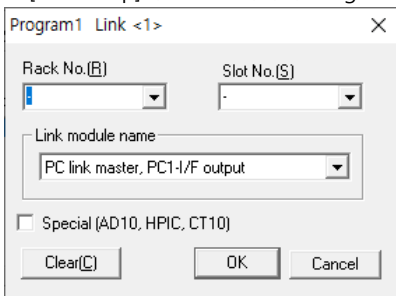 Program1 Link <1>
Rack No.(R) Slot No.(S)
- -
Link module name
PC link master, PC1-I/F output
Special (AD10, HPIC, CT10)
Clear(C) OK Cancel